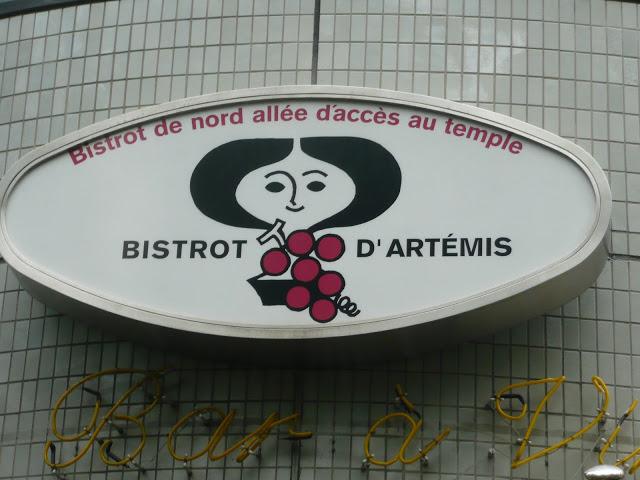 Bistrot de nord allée d'accès au temple
BISTROT D'ARTÉMIS
Bar à